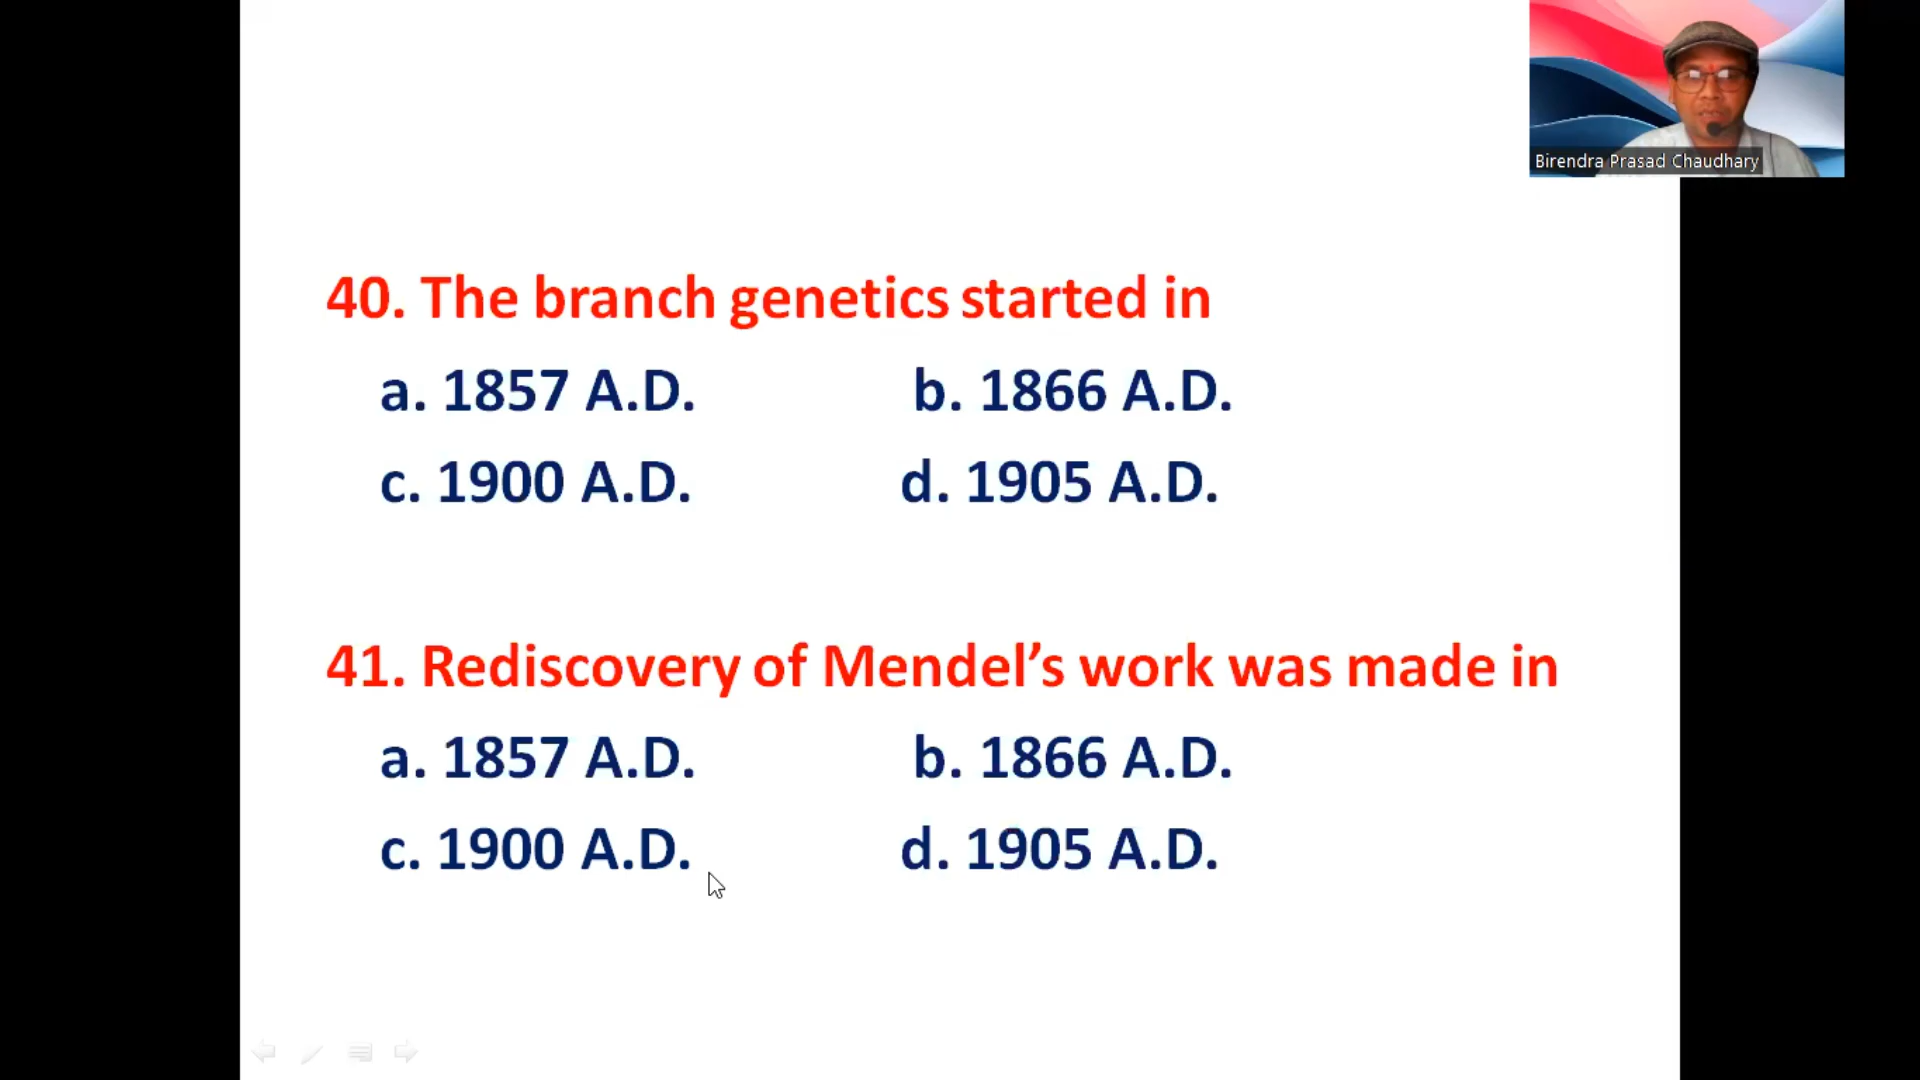 Birendra Prasad Chaudhary
40. The branch genetics started in
a. 1857 A.D. b. 1866 A.D.
c. 1900 A.D. d. 1905 A.D.
41. Rediscovery of Mendel’s work was made in
a. 1857 A.D. b. 1866 A.D.
c. 1900 A.D. d. 1905 A.D.